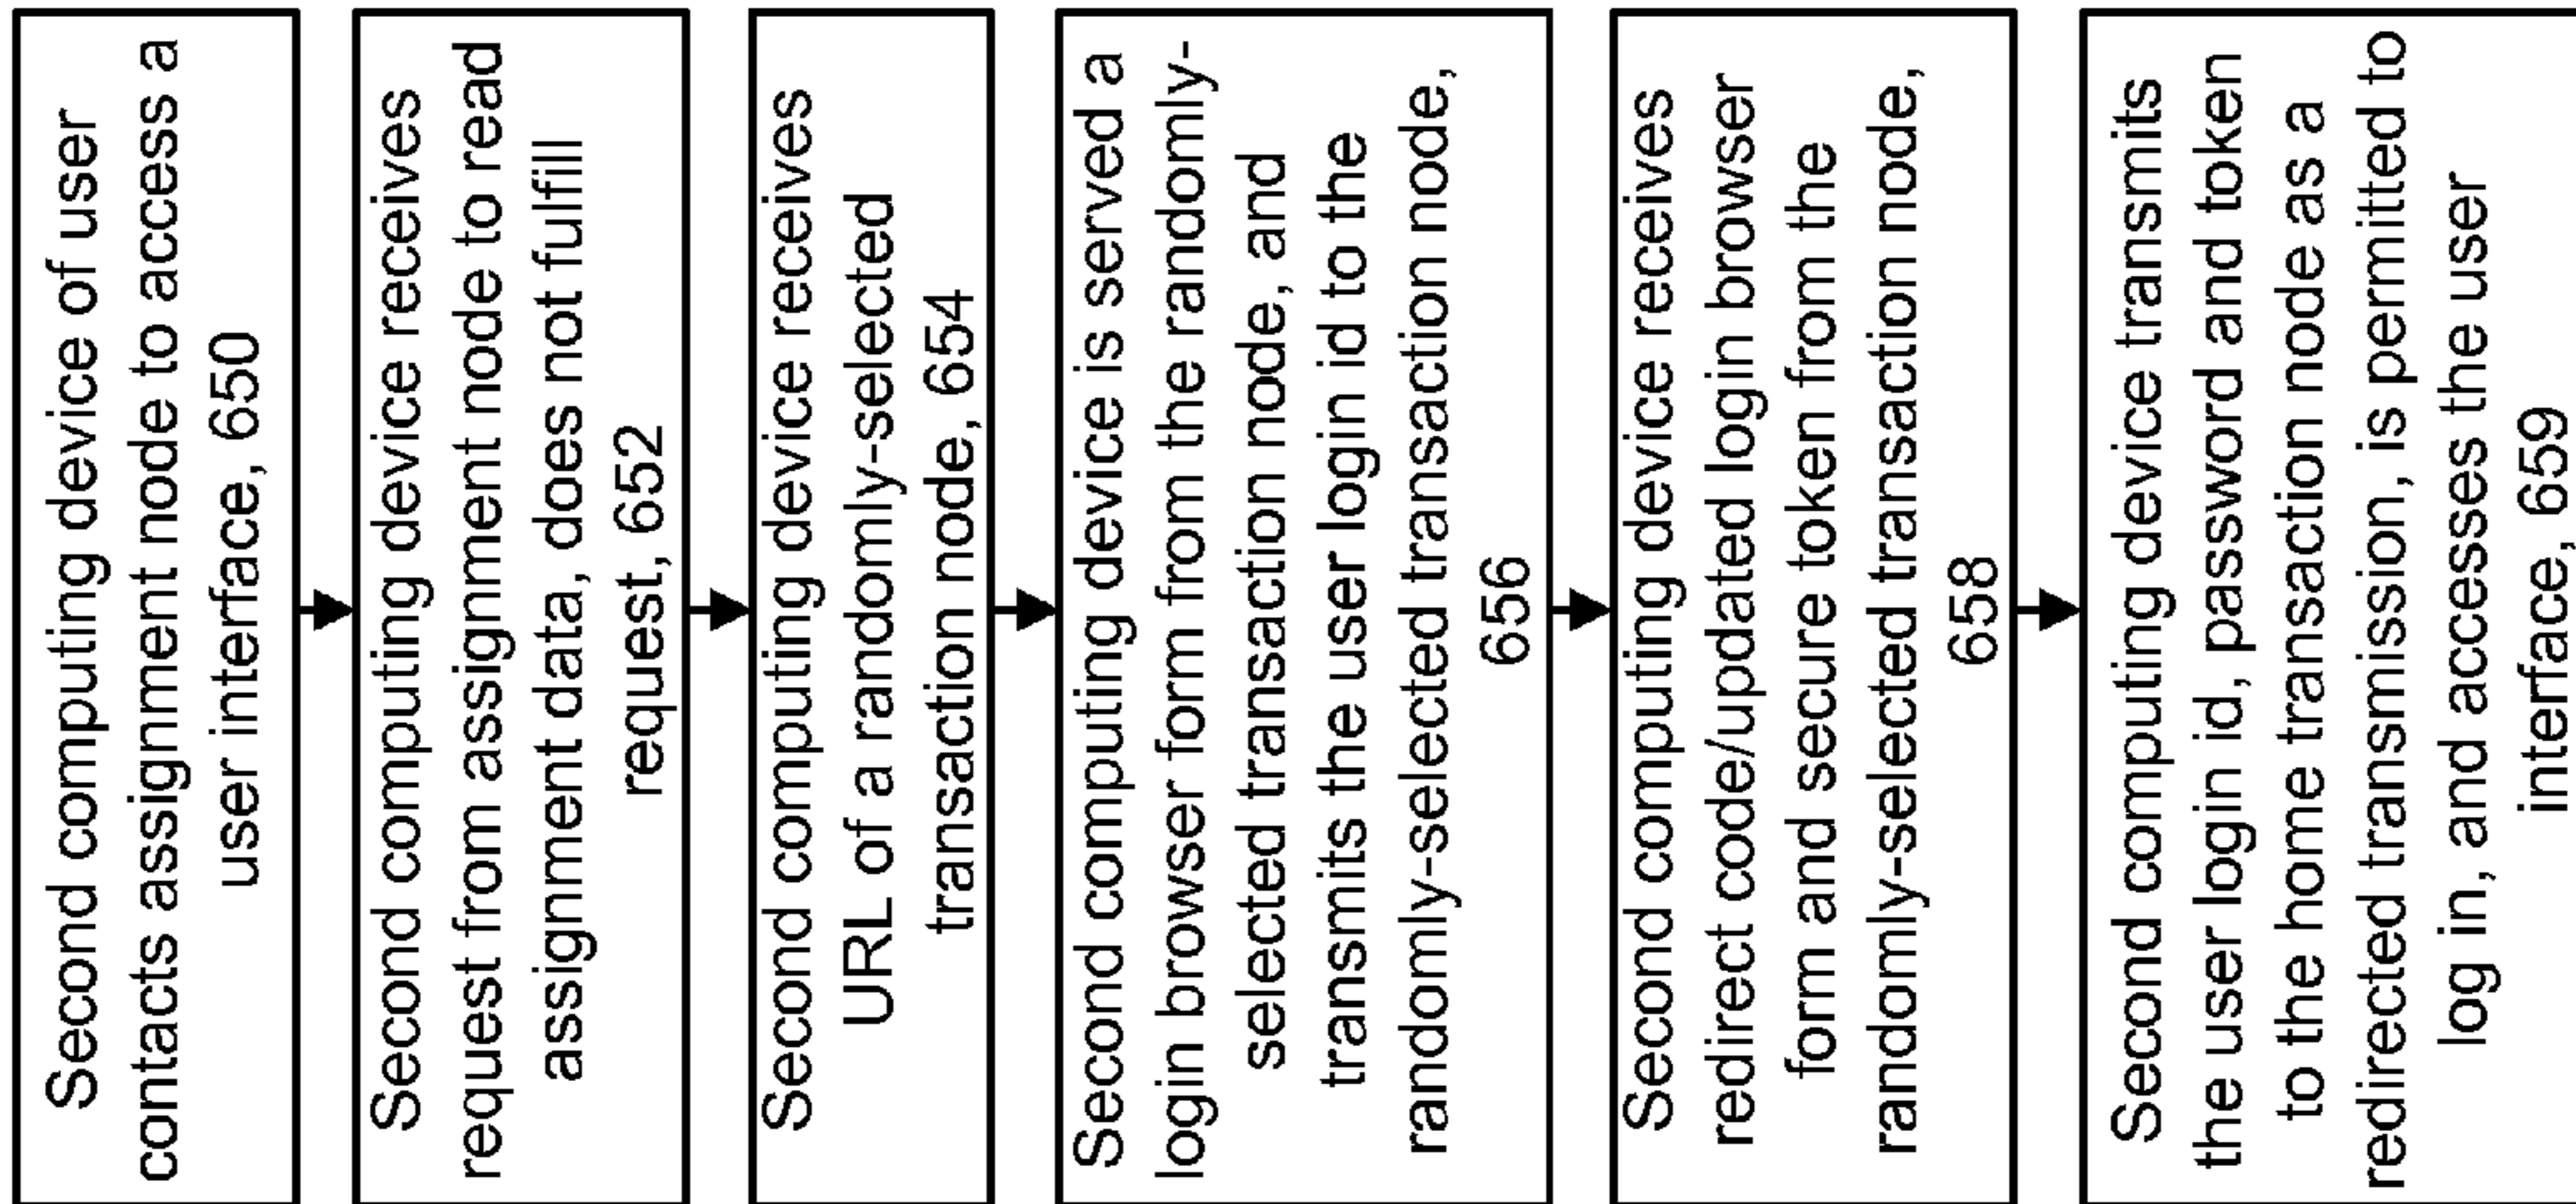 Second computing device of user
contacts assignment node to access a
user interface, 650
Second computing device receives
request from assignment node to read
assignment data, does not fulfill
request, 652
Second computing device receives
URL of a randomly-selected
transaction node, 654
Second computing device is served a
login browser form from the randomly-
selected transaction node, and
transmits the user login id to the
randomly-selected transaction node,
656
Second computing device receives
redirect code/updated login browser
form and secure token from the
randomly-selected transaction node,
658
Second computing device transmits
the user login id, password and token
to the home transaction node as a
redirected transmission, is permitted to
log in, and accesses the user
interface, 659